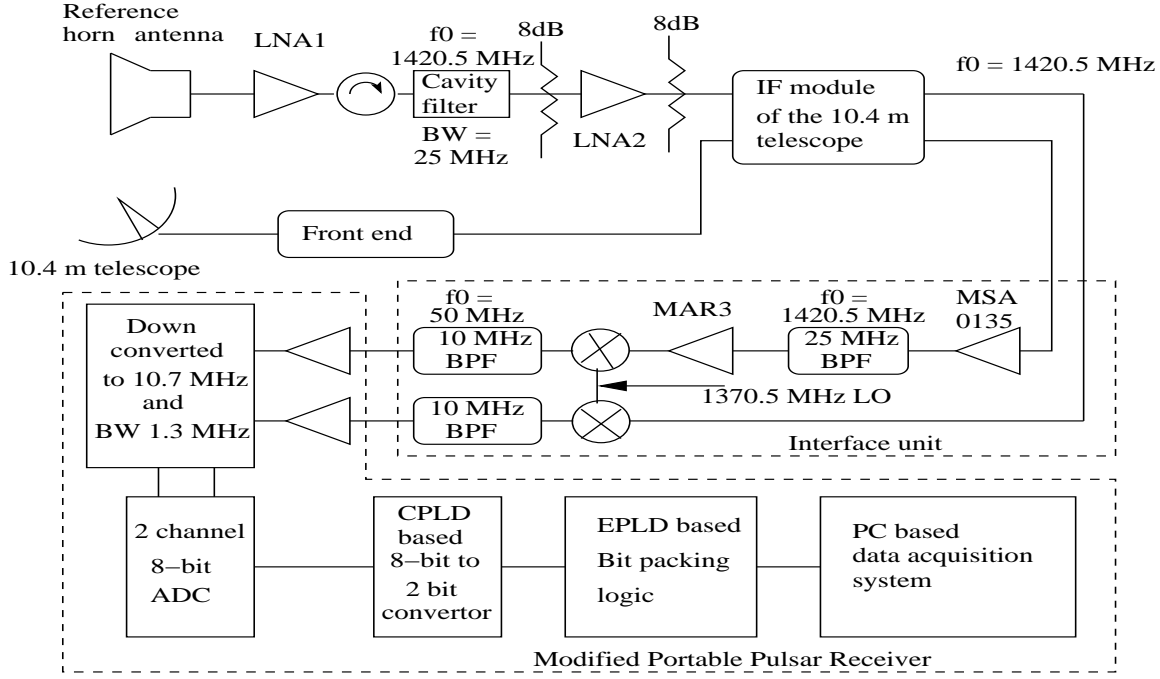 Reference
horn antenna
LNA1
f0 =
1420.5 MHz
Cavity
filter
BW =
25 MHz
8dB
LNA2
8dB
IF module
of the 10.4 m
telescope
f0 = 1420.5 MHz
Front end
10.4 m telescope
f0 =
50 MHz
10 MHz
BPF
MAR3
f0 =
1420.5 MHz
25 MHz
BPF
MSA
0135
1370.5 MHz LO
10 MHz
BPF
Interface unit
Down
converted
to 10.7 MHz
and
BW 1.3 MHz
2 channel
8−bit
ADC
CPLD
based
8−bit to
2 bit
convertor
EPLD based
Bit packing
logic
PC based
data acquisition
system
Modified Portable Pulsar Receiver